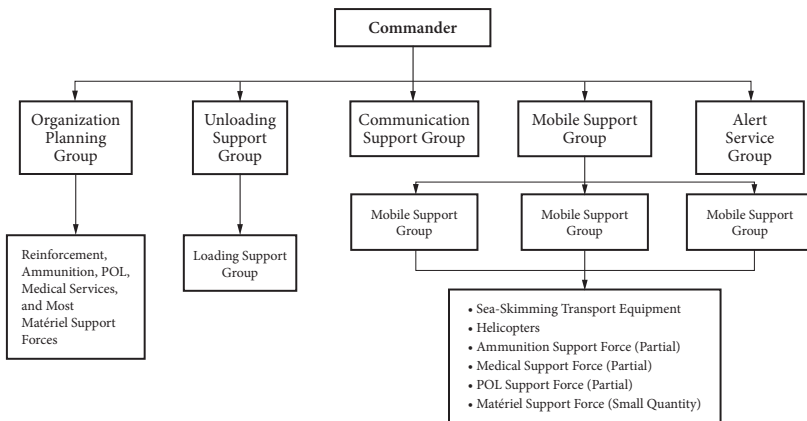 Commander
Organization
Planning
Group
Unloading
Support
Group
Communication
Support Group
Mobile Support
Group
Alert
Service
Group
Mobile Support
Group
Mobile Support
Group
Mobile Support
Group
Reinforcement,
Ammunition, POL,
Medical Services,
and Most
Matériel Support
Forces
Loading Support
Group
• Sea-Skimming Transport Equipment
• Helicopters
• Ammunition Support Force (Partial)
• Medical Support Force (Partial)
• POL Support Force (Partial)
• Matériel Support Force (Small Quantity)